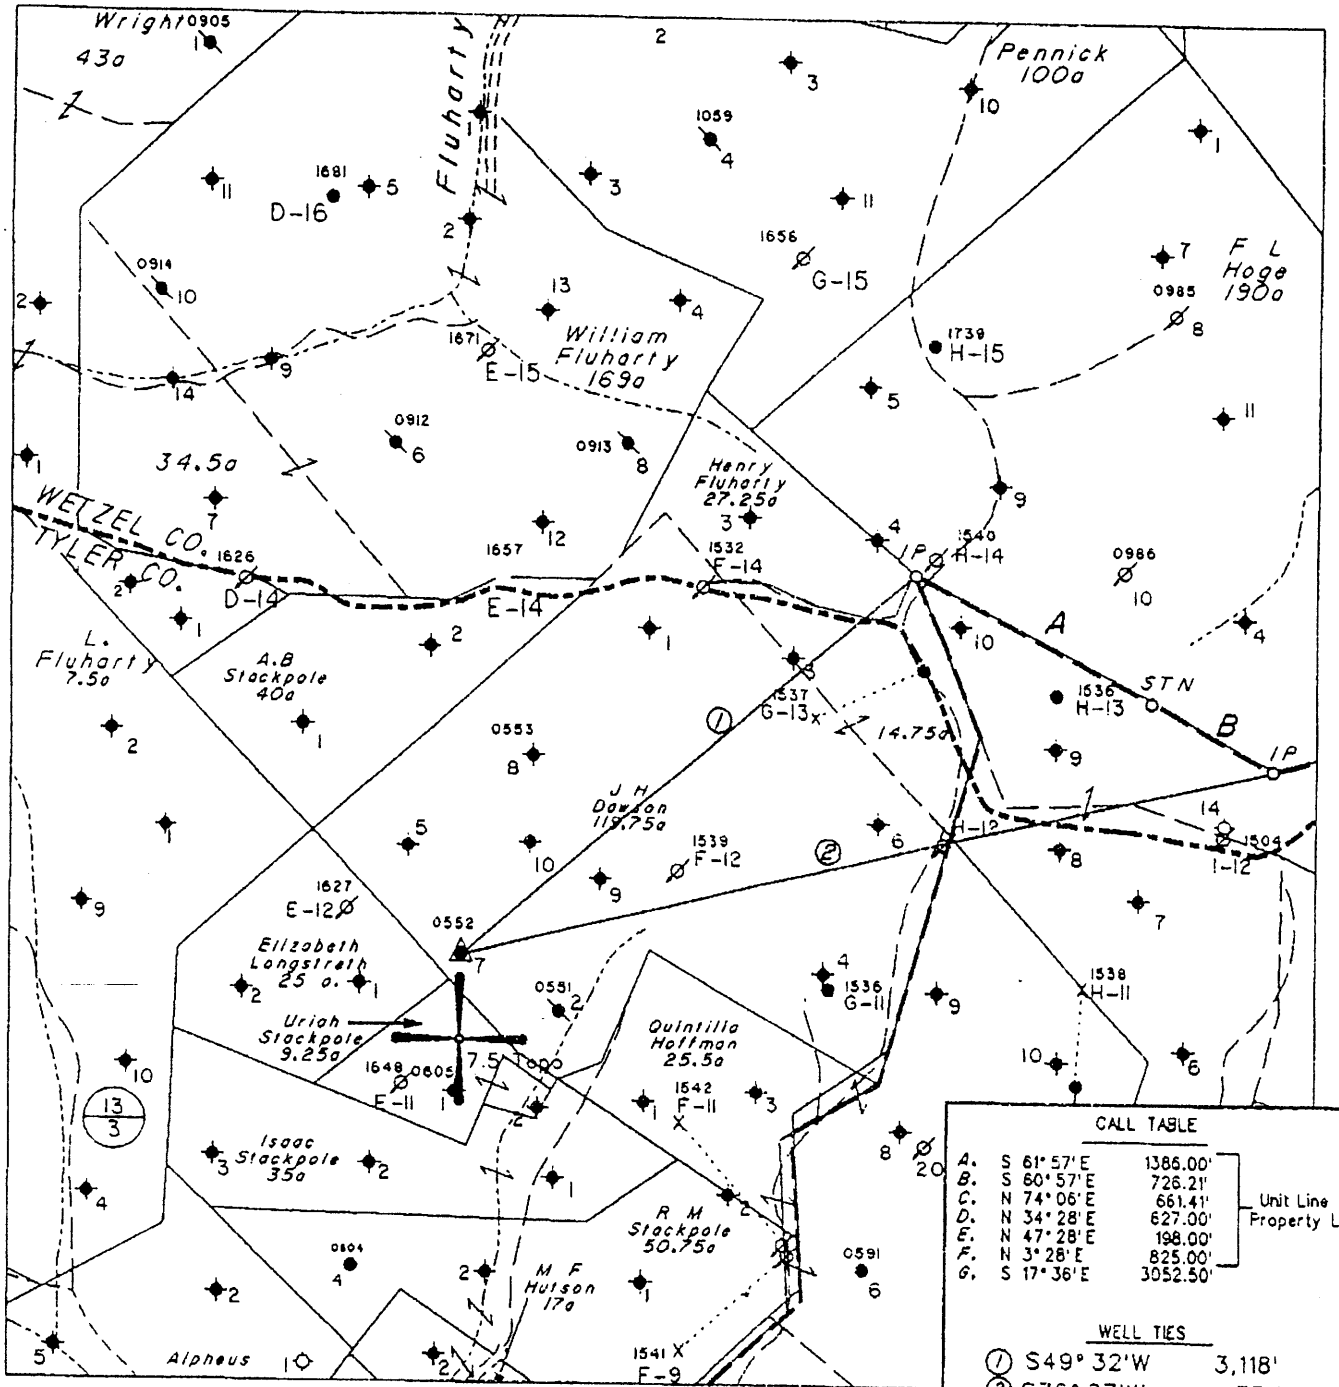 Wright 0905
1
43a
Fluharty
2
3
Pennick
100a
10
1
1059
4
1
11
1681
D-16
5
3
11
2
1656
G-15
7
F L
Hoge
190a
0985
8
0914
10
2
13
4
William
Fluharty
169a
1671
E-15
1739
H-15
9
14
5
11
0912
6
0913
8
1
34.5a
7
Henry
Fluharty
27.25a
3
9
12
4
WETZEL CO.
TYLER CO.
1626
D-14
1657
E-14
1532
F-14
IP
1540
H-14
0986
10
2
1
2
1
10
A
4
L.
Fluharty
7.5a
A.B
Stackpole
40a
3
1537
G-13
STN
1536
H-13
2
1
1
0553
8
14.75a
9
B
IP
J H
Dawson
119.75a
1
5
10
9
1539
F-12
2
6
H-12
8
14
1504
I-12
9
1627
E-12
7
0552
7
Elizabeth
Longstreth
25 a.
2
1
0551
2
4
1536
G-11
9
1538
H-11
Uriah
Stackpole
9.25a
7.5
Quintilla
Hoffman
25.5a
10
1648
E-11
0605
1
2
1
1542
F-11
3
10
6
13
3
3
Isaac
Stackpole
35a
2
1
8
20
4
2
R M
Stackpole
50.75a
0604
4
2
2
M F
Hutson
17a
1
0591
6
5
Alpheus
1
2
1541
F-9
CALL TABLE
A. S 61°57'E 1386.00'
B. S 60°57'E 726.21'
C. N 74°06'E 661.41'
D. N 34°28'E 627.00'
E. N 47°28'E 198.00'
F. N 3°28'E 825.00'
G. S 17°36'E 3052.50'
Unit Line
Property L
WELL TIES
1 S49° 32'W 3,118'
2